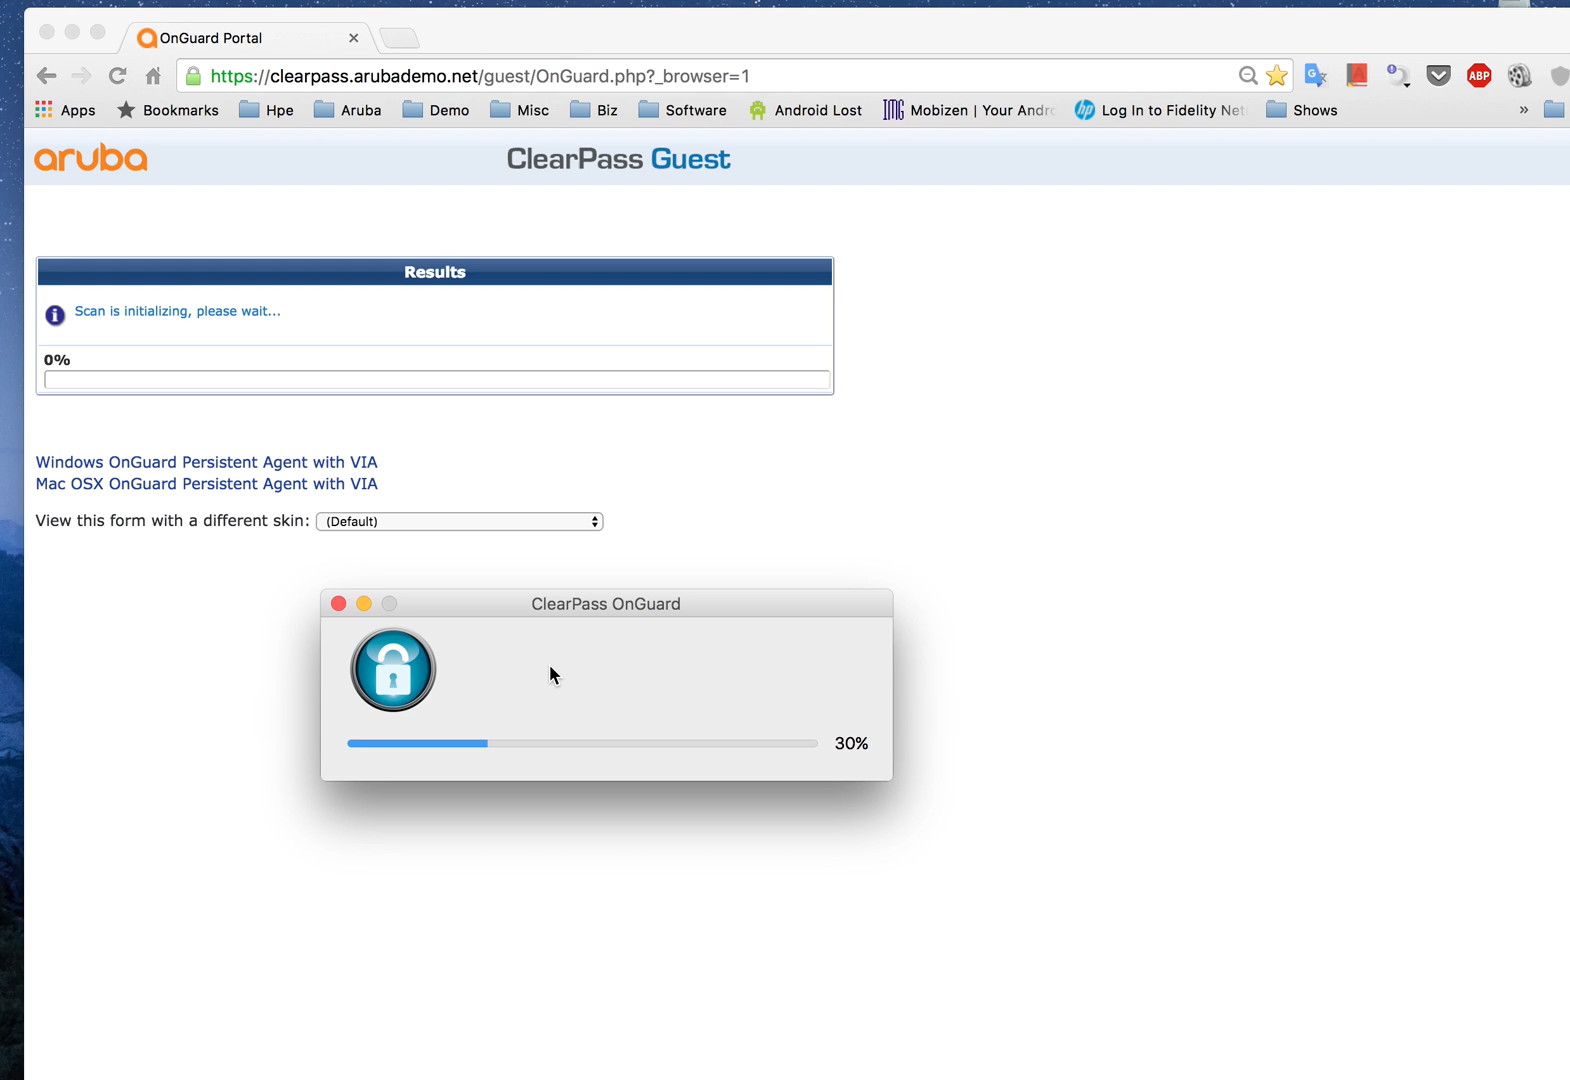 OnGuard Portal
https://clearpass.arubademo.net/guest/OnGuard.php?_browser=1
ABP
Apps Bookmarks Hpe Aruba Demo Misc Biz Software Android Lost Mobizen | Your Andr Log In to Fidelity Net Shows »
aruba ClearPass Guest
Results
Scan is initializing, please wait...
0%
Windows OnGuard Persistent Agent with VIA
Mac OSX OnGuard Persistent Agent with VIA
View this form with a different skin: (Default)
ClearPass OnGuard
30%